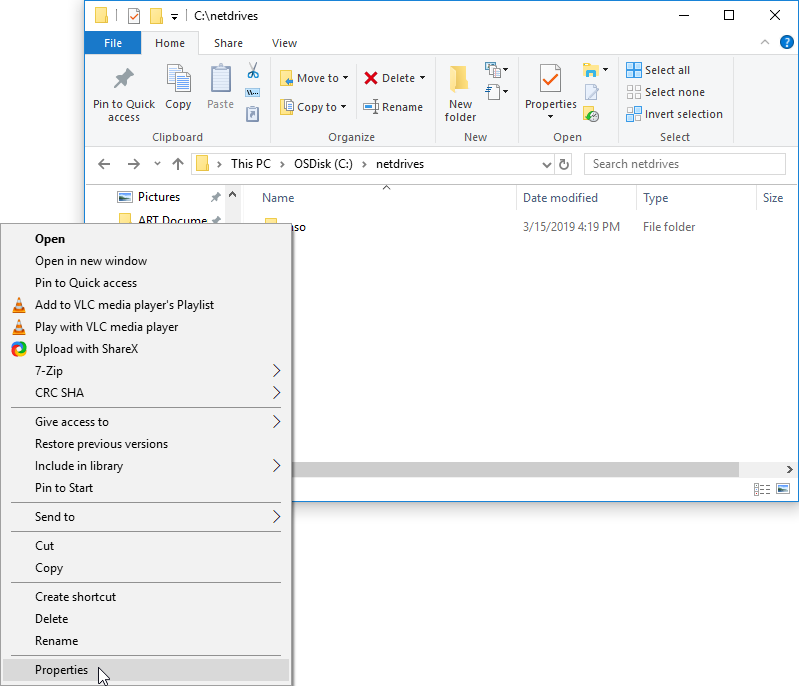 C:\netdrives
File Home Share View
Pin to Quick access
Copy
Paste
Clipboard
Move to
Copy to
Delete
Rename
Organize
New folder
New
Properties
Open
Select all
Select none
Invert selection
Select
This PC OSDisk (C:) netdrives
Search netdrives
Pictures
ART Docume
Name Date modified Type Size
3/15/2019 4:19 PM File folder
Open
Open in new window
Pin to Quick access
Add to VLC media player's Playlist
Play with VLC media player
Upload with ShareX
7-Zip
CRC SHA
Give access to
Restore previous versions
Include in library
Pin to Start
Send to
Cut
Copy
Create shortcut
Delete
Rename
Properties